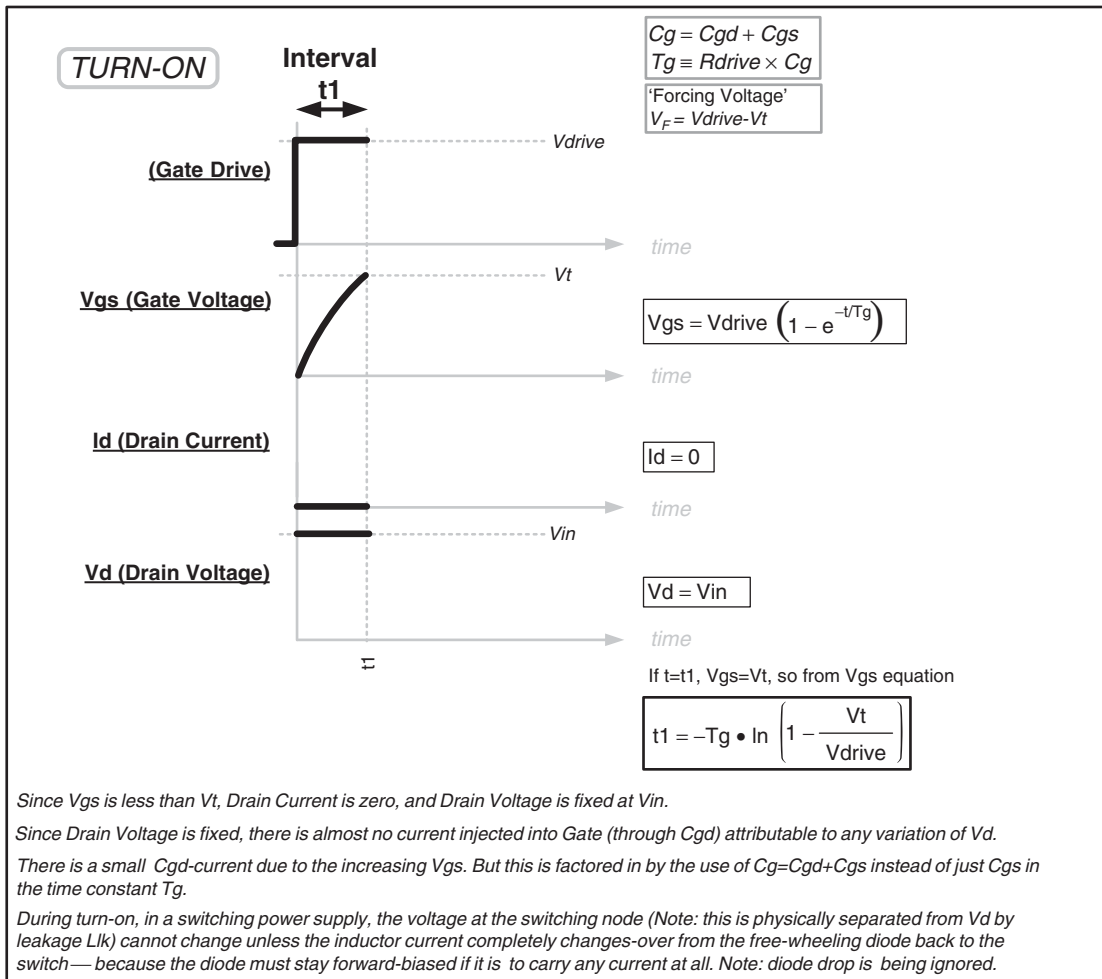 TURN-ON
Interval
t1
Cg = Cgd + Cgs
Tg ≡ Rdrive × Cg
'Forcing Voltage'
V_F = Vdrive-Vt
Vdrive
(Gate Drive)
time
Vt
Vgs (Gate Voltage)
Vgs = Vdrive (1 – e^–t/Tg)
time
Id (Drain Current)
Id = 0
time
Vin
Vd (Drain Voltage)
Vd = Vin
time
t1
If t=t1, Vgs=Vt, so from Vgs equation
t1 = –Tg • ln (1 – Vt/Vdrive)
Since Vgs is less than Vt, Drain Current is zero, and Drain Voltage is fixed at Vin.
Since Drain Voltage is fixed, there is almost no current injected into Gate (through Cgd) attributable to any variation of Vd.
There is a small Cgd-current due to the increasing Vgs. But this is factored in by the use of Cg=Cgd+Cgs instead of just Cgs in
the time constant Tg.
During turn-on, in a switching power supply, the voltage at the switching node (Note: this is physically separated from Vd by
leakage Llk) cannot change unless the inductor current completely changes-over from the free-wheeling diode back to the
switch — because the diode must stay forward-biased if it is to carry any current at all. Note: diode drop is being ignored.